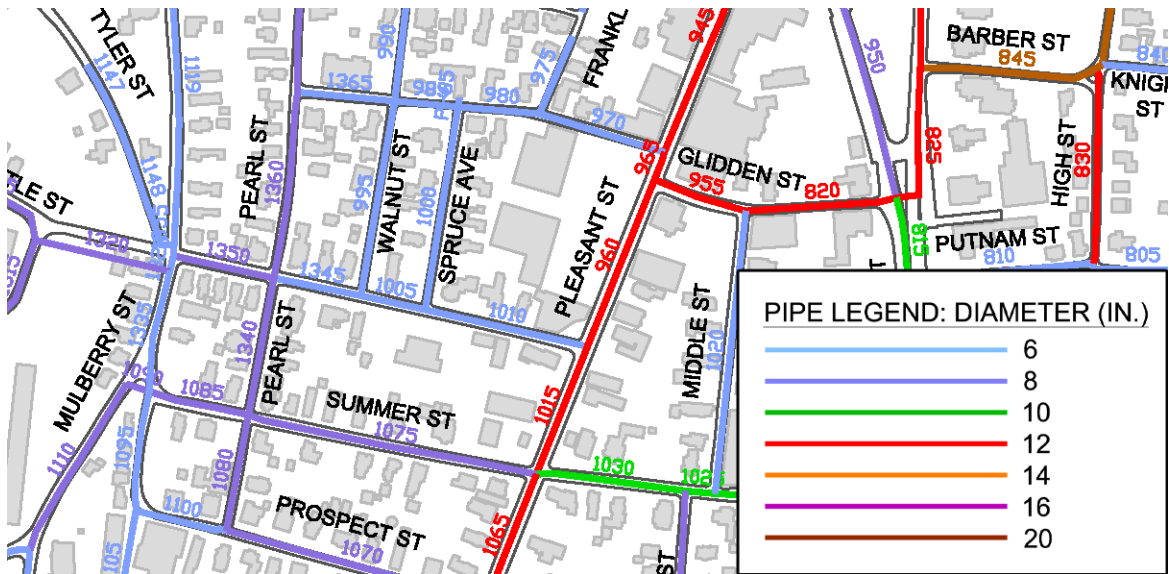 TYLER ST
1147
1148
1161
990
1365
985
980
975
FRANKL
970
945
965
950
BARBER ST
845
840
KNIGH
ST
825
830
HIGH ST
PEARL ST
1360
WALNUT ST
995
1000
SPRUCE AVE
PLEASANT ST
960
GLIDDEN ST
955
820
815
PUTNAM ST
810
805
TLE ST
1320
1350
1345
1005
1010
MULBERRY ST
1335
1340
PEARL ST
1090
1085
SUMMER ST
1075
1015
MIDDLE ST
1020
1110
1095
1080
1030
1025
1100
PROSPECT ST
1070
1065
105
ST
PIPE LEGEND: DIAMETER (IN.)
6
8
10
12
14
16
20